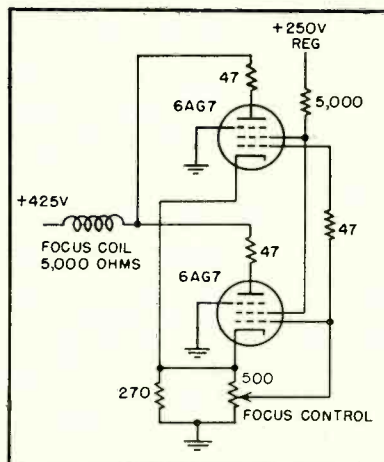 +250V
REG
47
6AG7
5,000
+425V
47
FOCUS COIL
5,000 OHMS
47
6AG7
270
500
FOCUS CONTROL